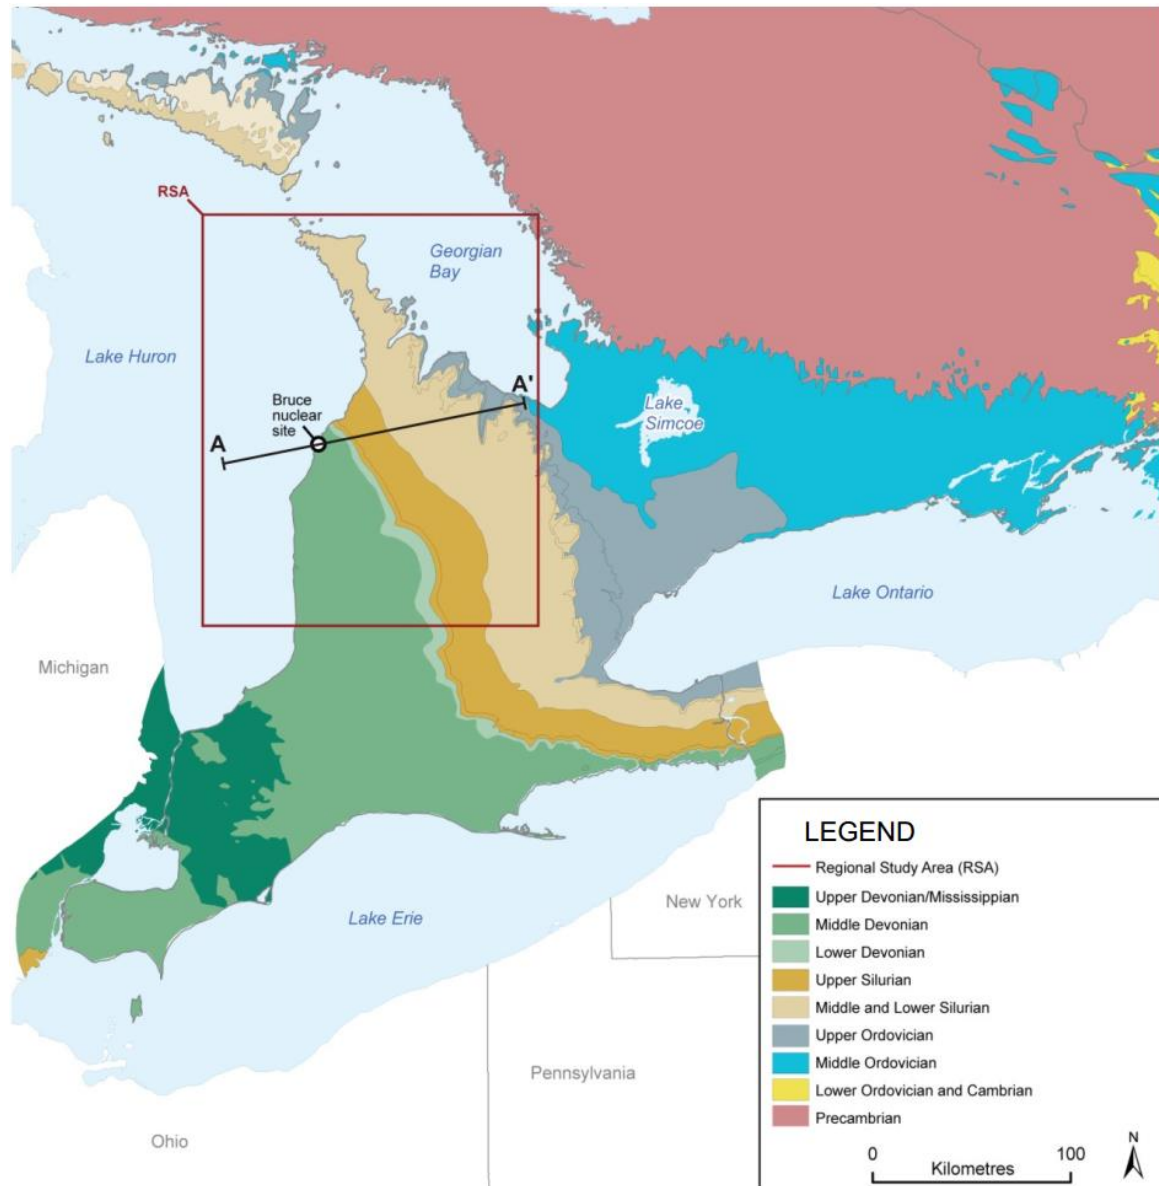 RSA
Georgian
Bay
Lake Huron
Bruce
nuclear
site
A
A'
Lake
Simcoe
Lake Ontario
Michigan
Lake Erie
New York
Pennsylvania
Ohio
LEGEND
Regional Study Area (RSA)
Upper Devonian/Mississippian
Middle Devonian
Lower Devonian
Upper Silurian
Middle and Lower Silurian
Upper Ordovician
Middle Ordovician
Lower Ordovician and Cambrian
Precambrian
0 100
Kilometres
N